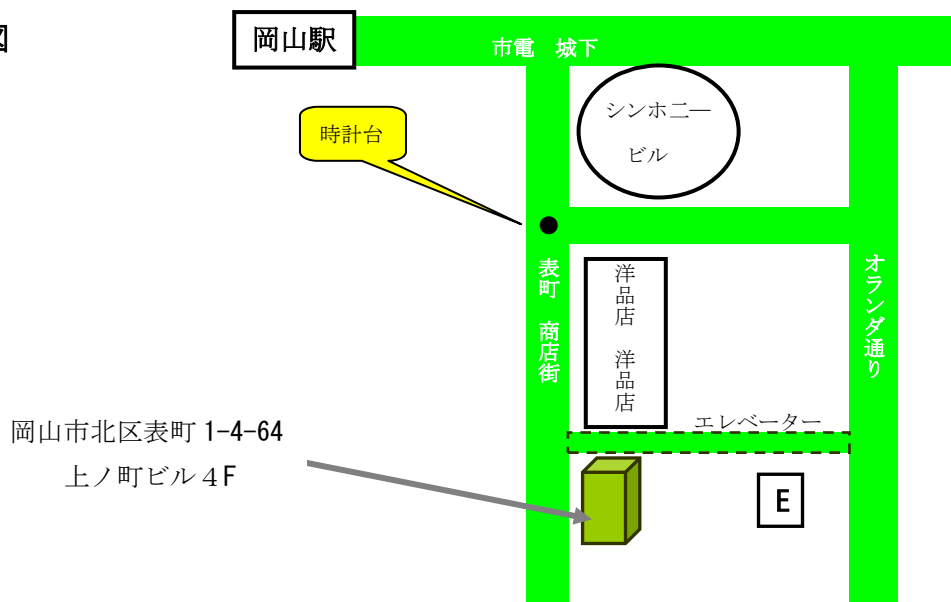 図
岡山駅
市電　城下
シンホ二―
ビル
時計台
表町　商店街
洋品店　洋品店
オランダ通り
エレベーター
岡山市北区表町 1-4-64
上ノ町ビル４F
E